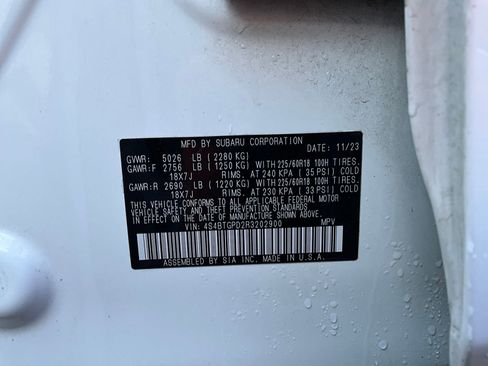 MFD BY SUBARU CORPORATION DATE: 11/23
GVWR: 5026 LB (2280 KG)
GAWR:F 2756 LB (1250 KG) WITH 225/60R18 100H TIRES,
18X7J RIMS, AT 240 KPA (35 PSI) COLD
GAWR:R 2690 LB (1220 KG) WITH 225/60R18 100H TIRES,
18X7J RIMS, AT 230 KPA (33 PSI) COLD
THIS VEHICLE CONFORMS TO ALL APPLICABLE FEDERAL MOTOR
VEHICLE SAFETY AND THEFT PREVENTION STANDARDS
IN EFFECT ON THE DATE OF MANUFACTURE SHOWN ABOVE.
VIN: 4S4BTGPD2R3202900 MPV
ASSEMBLED BY SIA INC. MADE IN U.S.A.